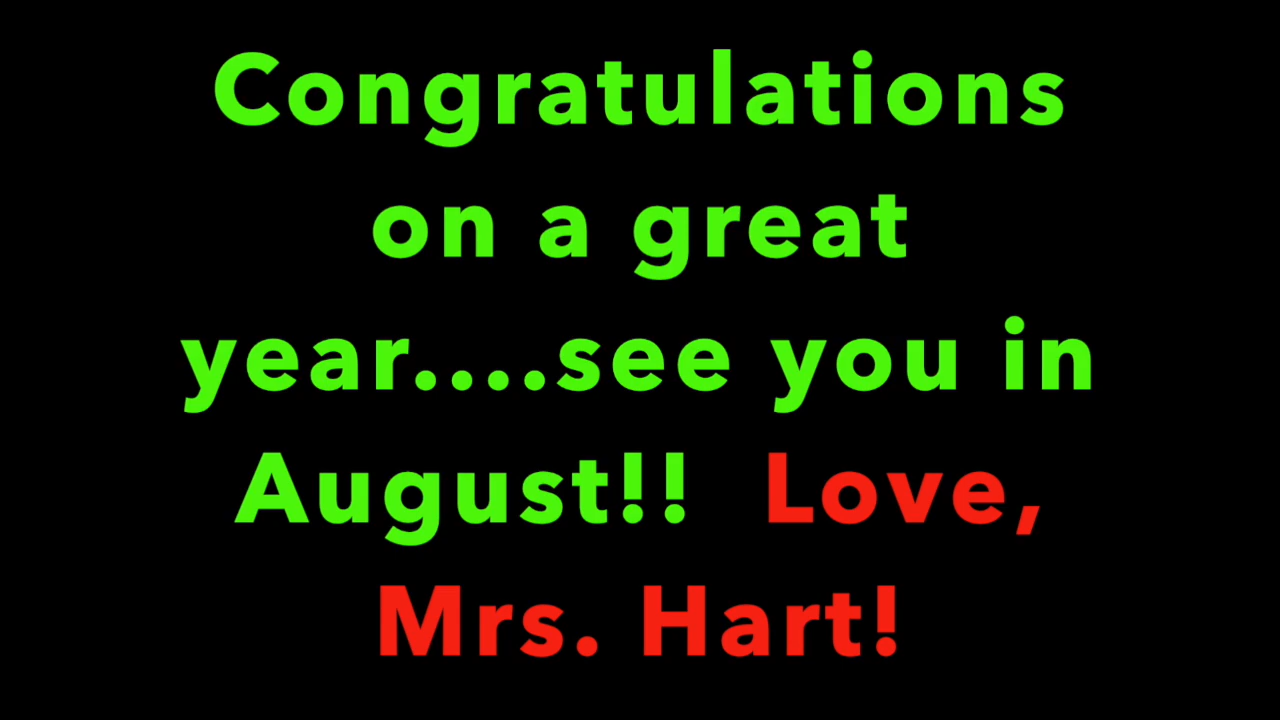 Congratulations
on a great
year....see you in
August!!  Love,
Mrs. Hart!